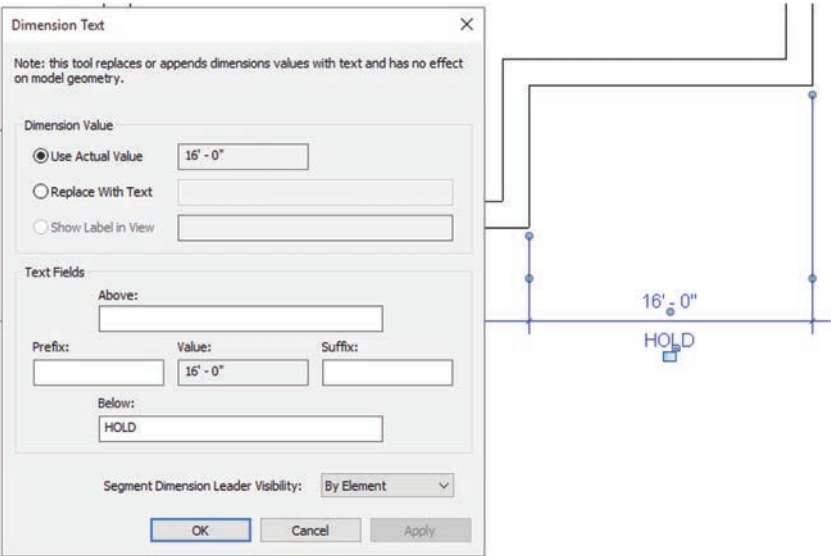 Dimension Text
Note: this tool replaces or appends dimensions values with text and has no effect
on model geometry.
Dimension Value
Use Actual Value 16' - 0"
Replace With Text
Show Label in View
Text Fields
Above:
Prefix: Value: Suffix:
16' - 0"
Below:
HOLD
Segment Dimension Leader Visibility: By Element
OK Cancel Apply
16' - 0"
HOLD